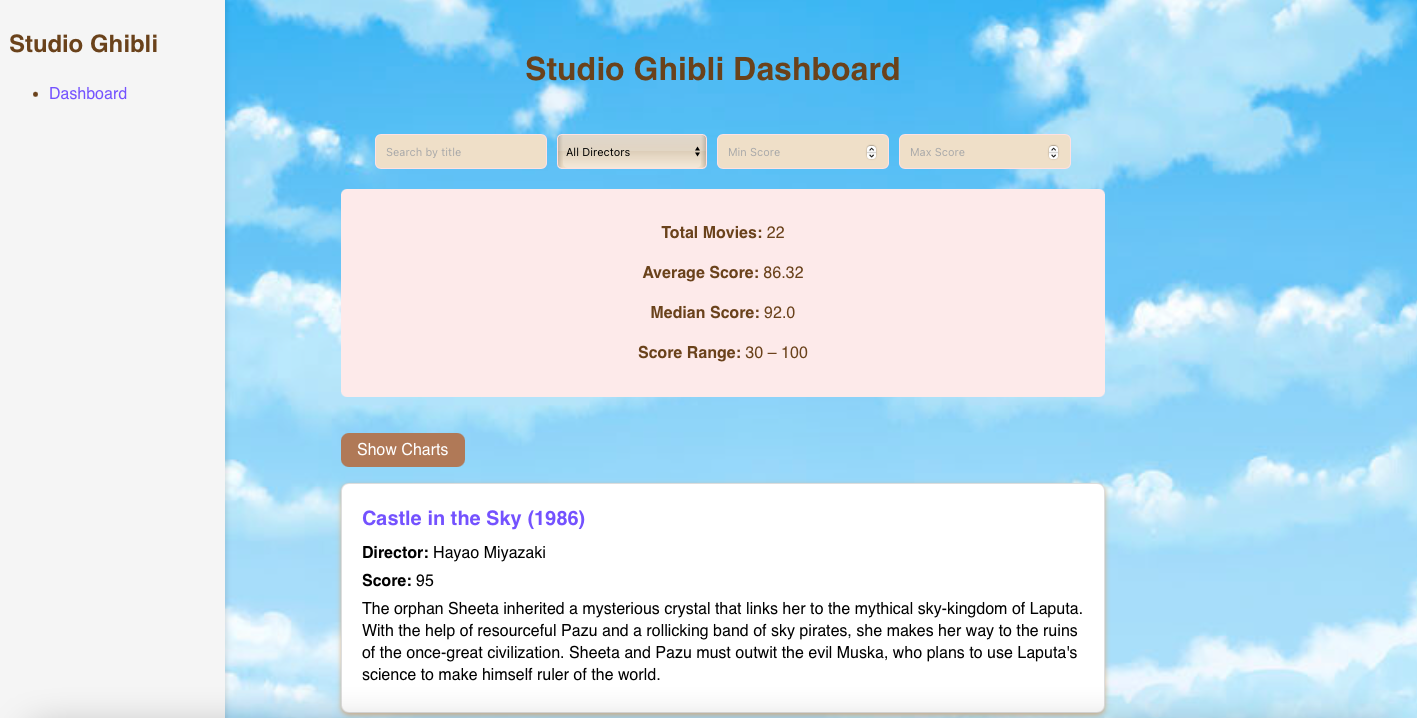 Studio Ghibli
Dashboard
Studio Ghibli Dashboard
Search by title
All Directors
Min Score
Max Score
Total Movies: 22
Average Score: 86.32
Median Score: 92.0
Score Range: 30 – 100
Show Charts
Castle in the Sky (1986)
Director: Hayao Miyazaki
Score: 95
The orphan Sheeta inherited a mysterious crystal that links her to the mythical sky-kingdom of Laputa.
With the help of resourceful Pazu and a rollicking band of sky pirates, she makes her way to the ruins
of the once-great civilization. Sheeta and Pazu must outwit the evil Muska, who plans to use Laputa's
science to make himself ruler of the world.